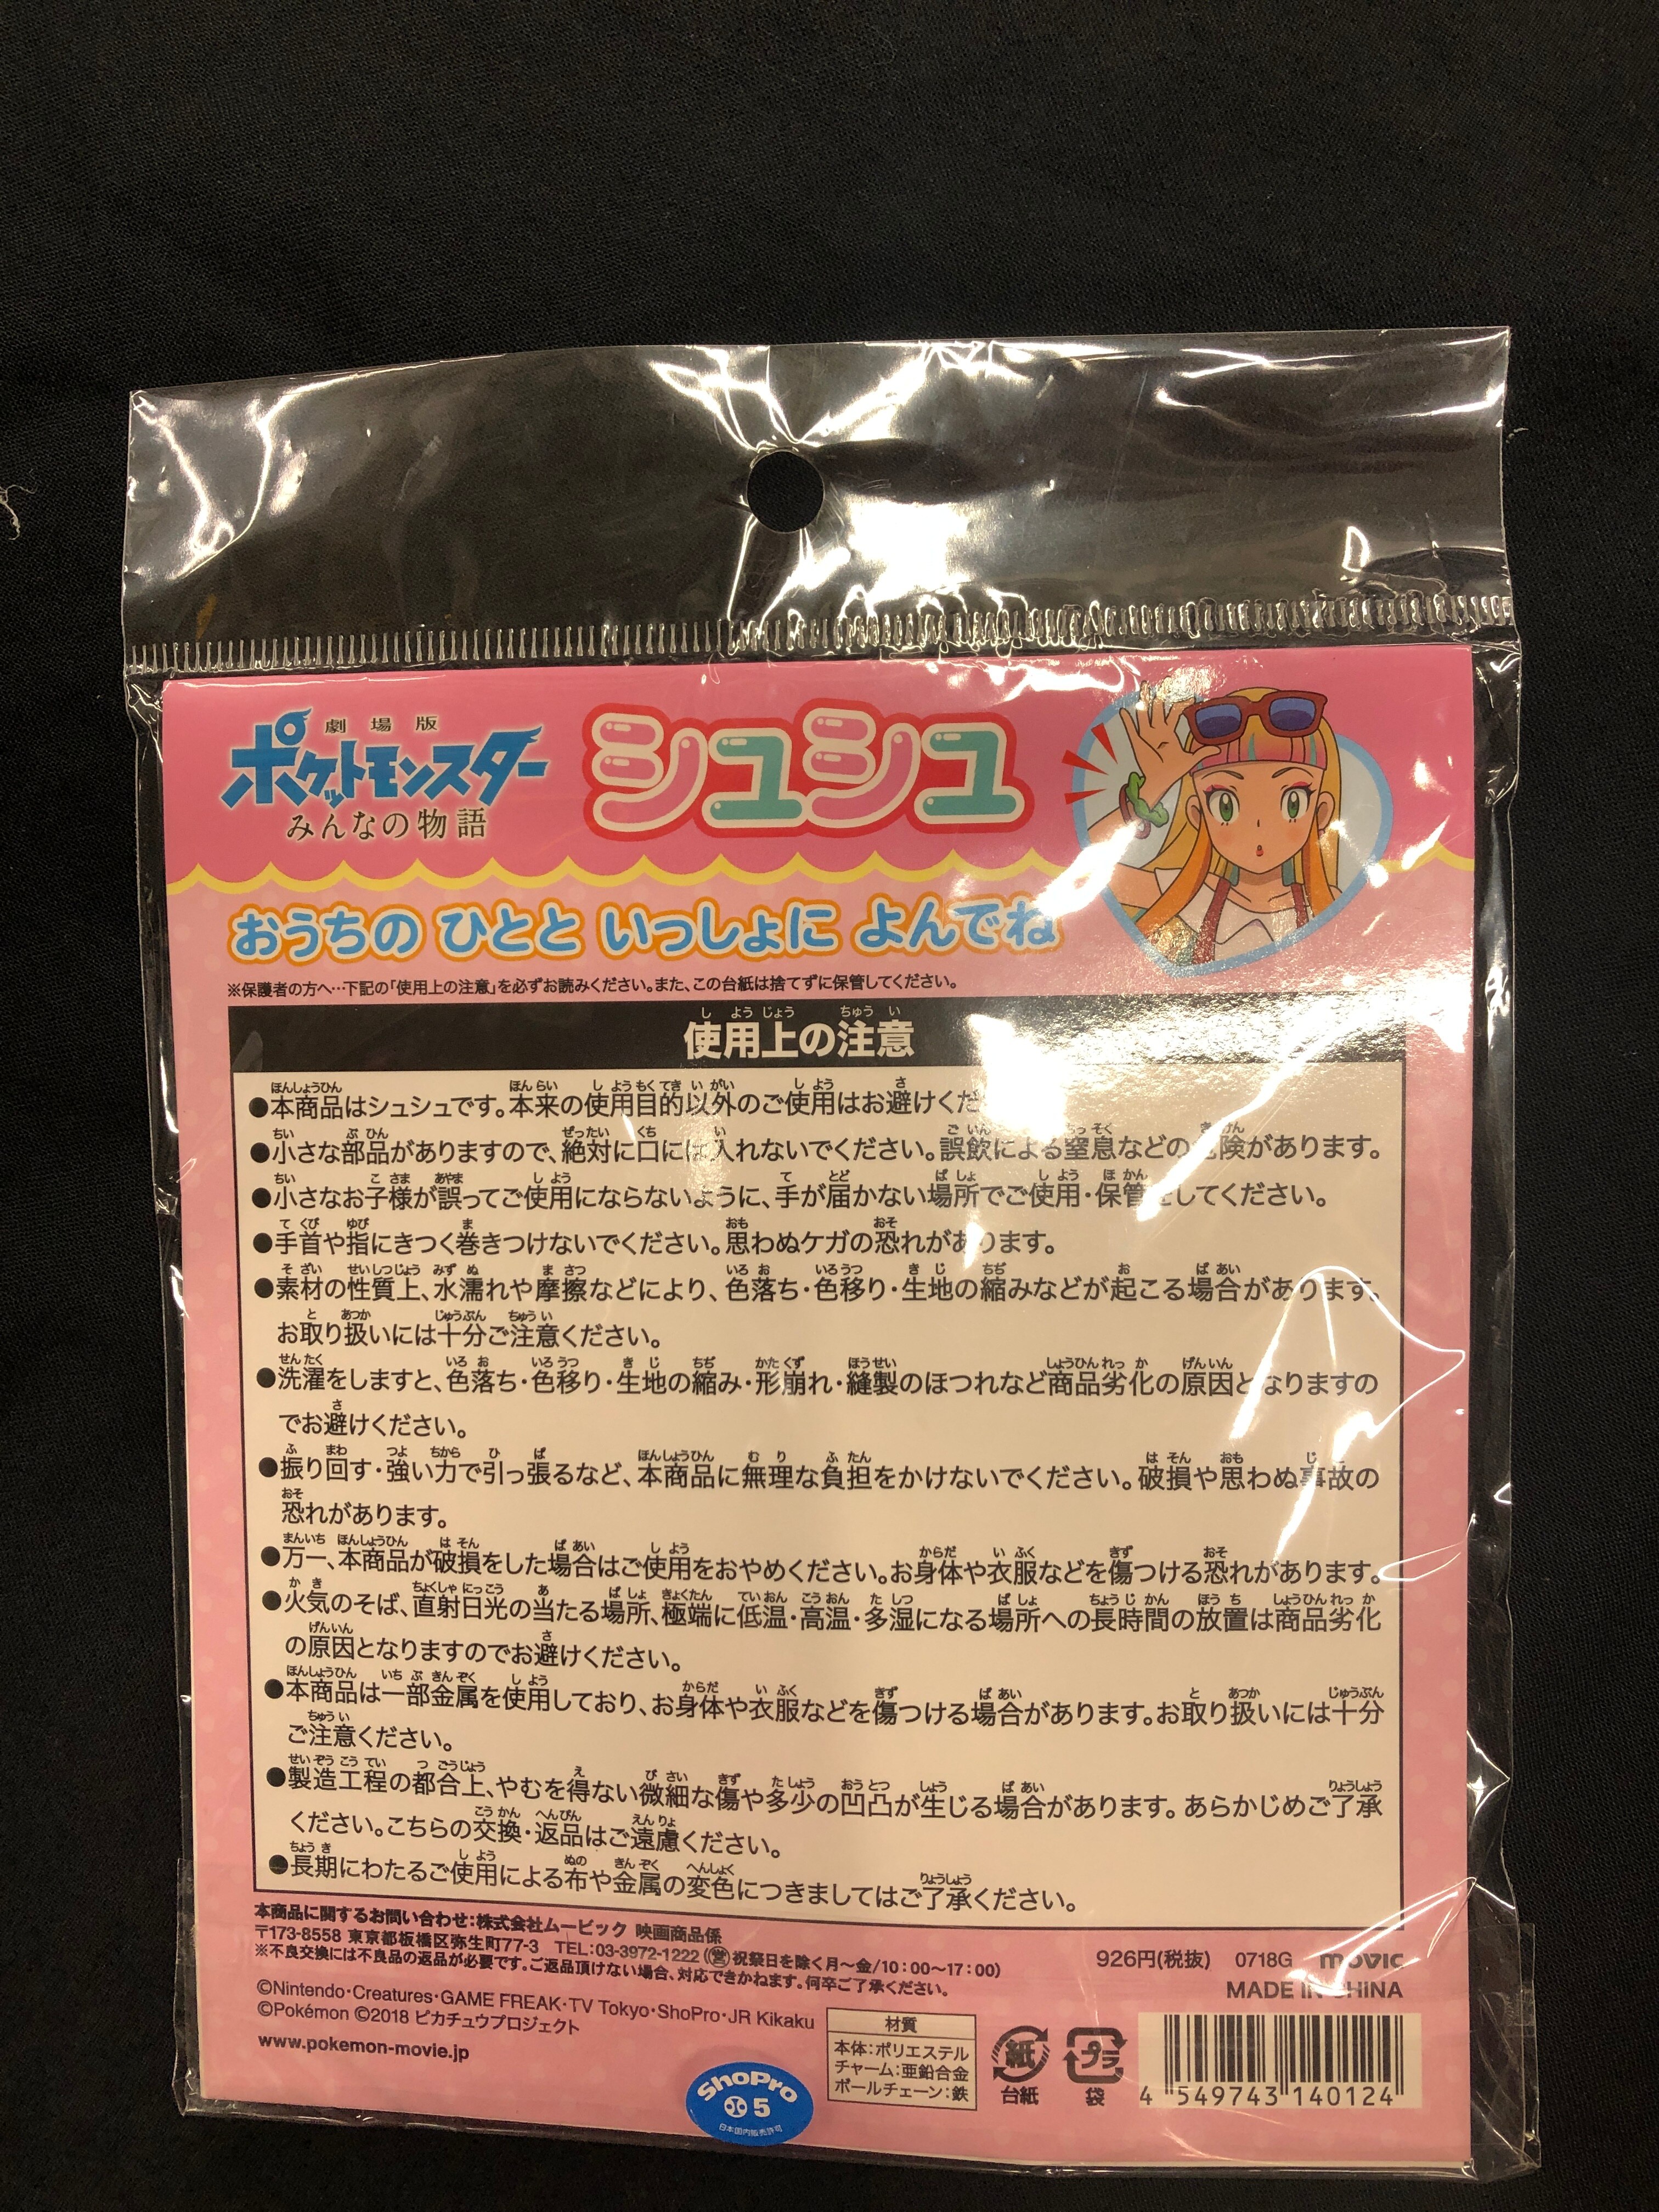 劇場版
ポケットモンスター
みんなの物語
シュシュ
おうちの ひとと いっしょに よんでね
※保護者の方へ…下記の「使用上の注意」を必ずお読みください。また、この台紙は捨てずに保管してください。
使用上の注意
●本商品はシュシュです。本来の使用目的以外のご使用はお避けくだ
●小さな部品がありますので、絶対に口には入れないでください。誤飲による窒息などの危険があります。
●小さなお子様が誤ってご使用にならないように、手が届かない場所でご使用・保管をしてください。
●手首や指にきつく巻きつけないでください。思わぬケガの恐れがあります。
●素材の性質上、水濡れや摩擦などにより、色落ち・色移り・生地の縮みなどが起こる場合があります。
お取り扱いには十分ご注意ください。
●洗濯をしますと、色落ち・色移り・生地の縮み・形崩れ・縫製のほつれなど商品劣化の原因となりますの
でお避けください。
●振り回す・強い力で引っ張るなど、本商品に無理な負担をかけないでください。破損や思わぬ事故の
恐れがあります。
●万一、本商品が破損をした場合はご使用をおやめください。お身体や衣服などを傷つける恐れがあります。
●火気のそば、直射日光の当たる場所、極端に低温・高温・多湿になる場所への長時間の放置は商品劣化
の原因となりますのでお避けください。
●本商品は一部金属を使用しており、お身体や衣服などを傷つける場合があります。お取り扱いには十分
ご注意ください。
●製造工程の都合上、やむを得ない微細な傷や多少の凹凸が生じる場合があります。あらかじめご了承
ください。こちらの交換・返品はご遠慮ください。
●長期にわたるご使用による布や金属の変色につきましてはご了承ください。
本商品に関するお問い合わせ:株式会社ムービック 映画商品係
〒173-8558 東京都板橋区弥生町77-3 TEL:03-3972-1222(営祝祭日を除く月～金/10:00～17:00)
※不良交換には不良品の返品が必要です。ご返品頂けない場合、対応できかねます。何卒ご了承ください。
926円(税抜) 0718G movic
MADE IN CHINA
©Nintendo・Creatures・GAME FREAK・TV Tokyo・ShoPro・JR Kikaku
©Pokémon ©2018 ピカチュウプロジェクト
www.pokemon-movie.jp
材質
本体:ポリエステル
チャーム:亜鉛合金
ボールチェーン:鉄
紙
台紙
プラ
袋
4 549743 140124
ShoPro
小 5
日本国内販売許可